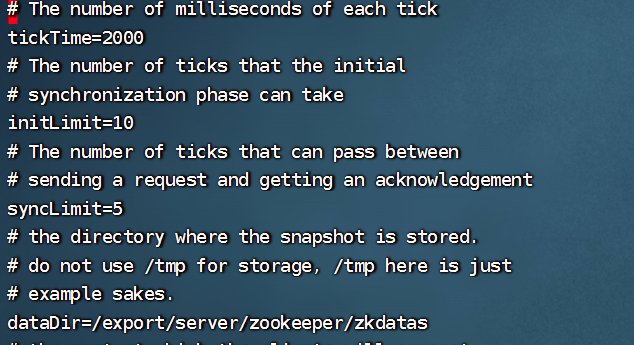 # The number of milliseconds of each tick
tickTime=2000
# The number of ticks that the initial
# synchronization phase can take
initLimit=10
# The number of ticks that can pass between
# sending a request and getting an acknowledgement
syncLimit=5
# the directory where the snapshot is stored.
# do not use /tmp for storage, /tmp here is just
# example sakes.
dataDir=/export/server/zookeeper/zkdatas